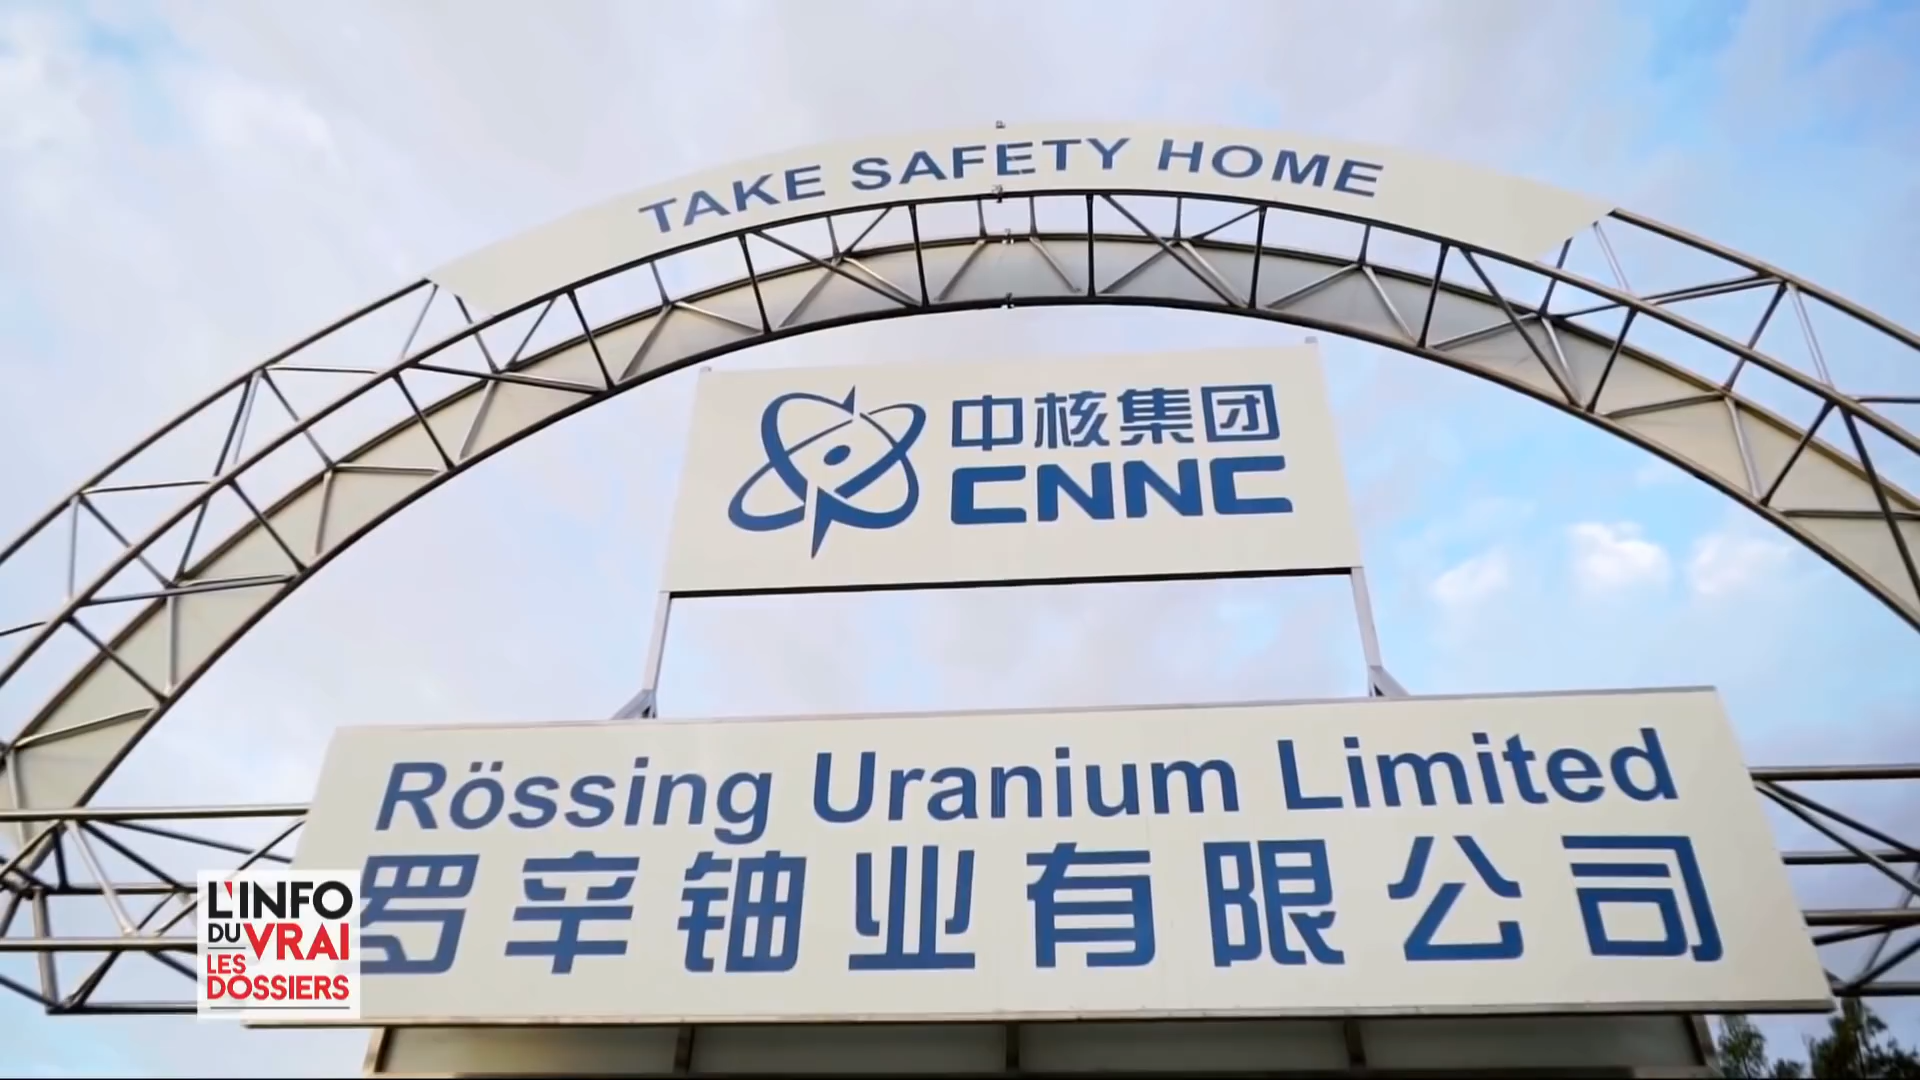 TAKE SAFETY HOME
中核集团
CNNC
Rössing Uranium Limited
罗辛铀业有限公司
L'INFO
DU VRAI
LES
DOSSIERS